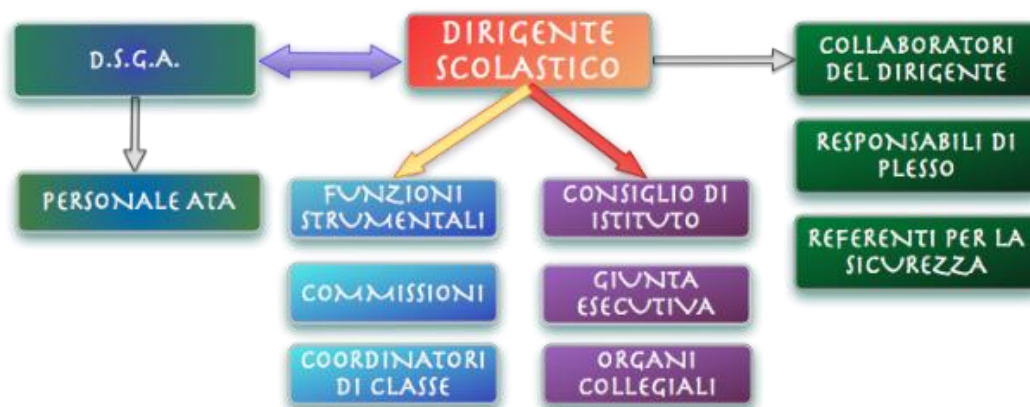 D.S.G.A.
DIRIGENTE
SCOLASTICO
COLLABORATORI
DEL DIRIGENTE
RESPONSABILI DI
PLESSO
REFERENTI PER LA
SICUREZZA
PERSONALE ATA
FUNZIONI
STRUMENTALI
COMMISSIONI
COORDINATORI
DI CLASSE
CONSIGLIO DI
ISTITUTO
GIUNTA
ESECUTIVA
ORGANI
COLLEGIALI